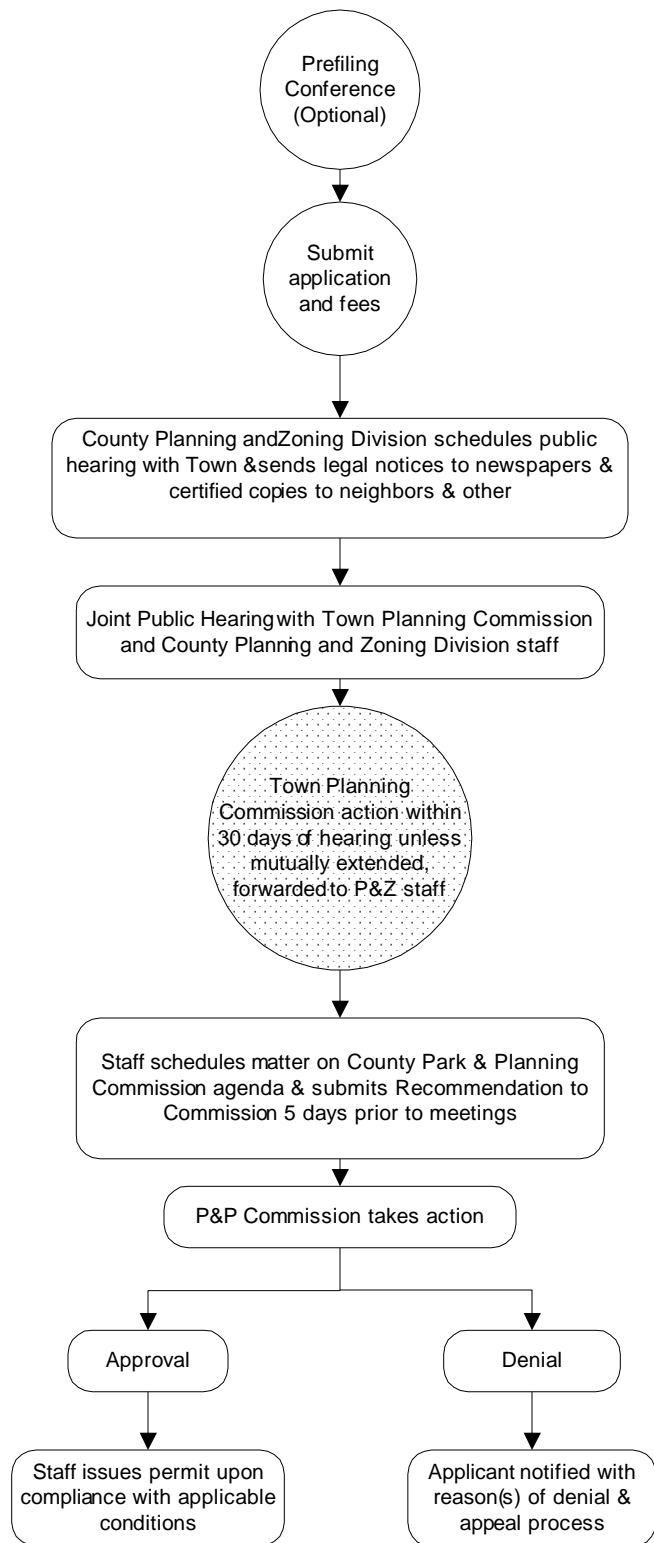 Prefiling
Conference
(Optional)
Submit
application
and fees
County Planning andZoning Division schedules public
hearing with Town &sends legal notices to newspapers &
certified copies to neighbors & other
Joint Public Hearing with Town Planning Commission
and County Planning and Zoning Division staff
Town Planning
Commission action within
30 days of hearing unless
mutually extended,
forwarded to P&Z staff
Staff schedules matter on County Park & Planning
Commission agenda & submits Recommendation to
Commission 5 days prior to meetings
P&P Commission takes action
Approval
Denial
Staff issues permit upon
compliance with applicable
conditions
Applicant notified with
reason(s) of denial &
appeal process